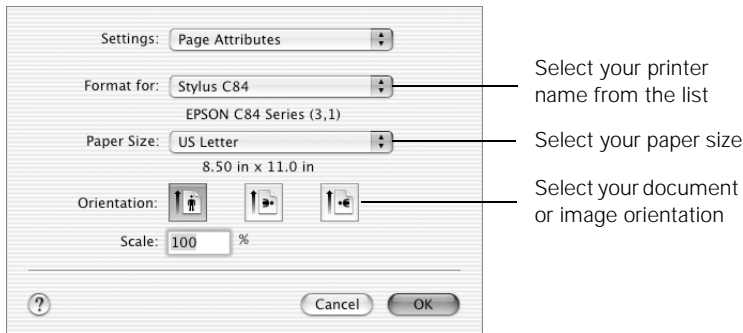 Settings: Page Attributes
Format for: Stylus C84
EPSON C84 Series (3,1)
Select your printer
name from the list
Paper Size: US Letter
Select your paper size
8.50 in x 11.0 in
Orientation:
Select your document
or image orientation
Scale: 100 %
? Cancel OK